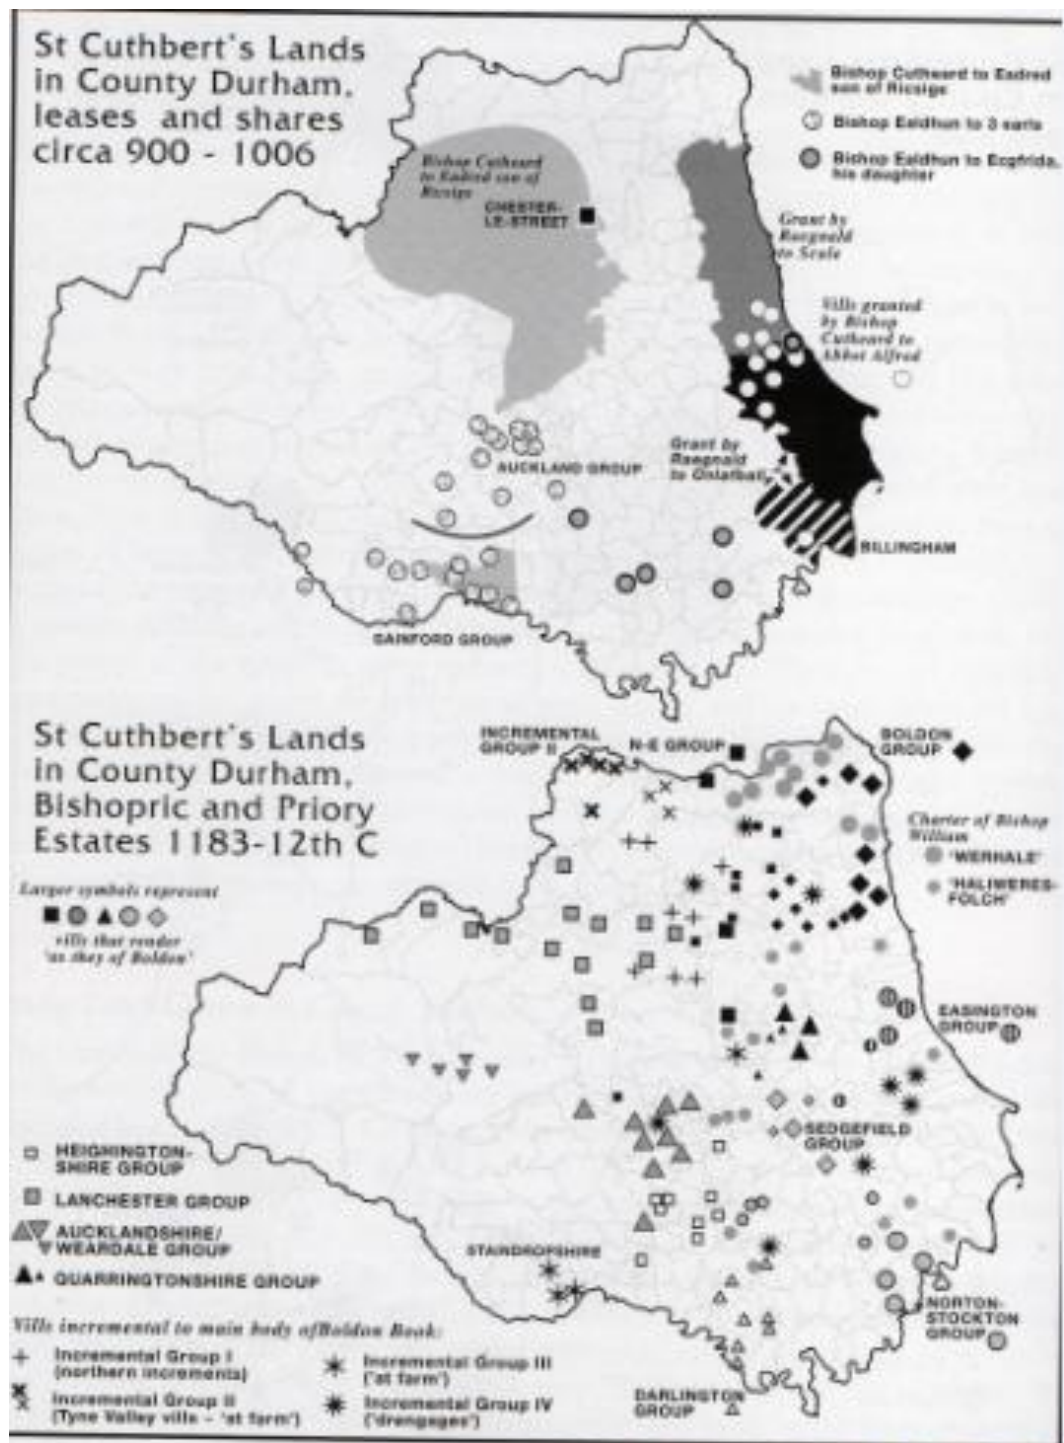 St Cuthbert's Lands
in County Durham,
leases and shares
circa 900 - 1006
Bishop Cutheard to Eadred
son of Ricsige
Bishop Ealdhun to 3 earls
Bishop Ealdhun to Ecgfrida,
his daughter
Bishop Cutheard
to Eadred son of
Ricsige
CHESTER-
LE-STREET
Grant by
Raegnald
to Scule
Vills granted
by Bishop
Cutheard to
Abbot Alfred
Grant by
Raegnald
to Onlafball
AUCKLAND GROUP
BILLINGHAM
GAINFORD GROUP
St Cuthbert's Lands
in County Durham,
Bishopric and Priory
Estates 1183-12th C
INCREMENTAL
GROUP II
N-E GROUP
BOLDON
GROUP
Charter of Bishop
William
'WERHALE'
'HALIWERES-
FOLCH'
Larger symbols represent
vills that render
'as they of Boldon'
EASINGTON
GROUP
SEDGEFIELD
GROUP
HEIGHINGTON-
SHIRE GROUP
LANCHESTER GROUP
AUCKLANDSHIRE/
WEARDALE GROUP
QUARRINGTONSHIRE GROUP
STAINDROPSHIRE
NORTON-
STOCKTON
GROUP
DARLINGTON
GROUP
Vills incremental to main body of Boldon Book:
Incremental Group I
(northern increments)
Incremental Group II
(Tyne Valley vills - 'at farm')
Incremental Group III
('at farm')
Incremental Group IV
('drengages')